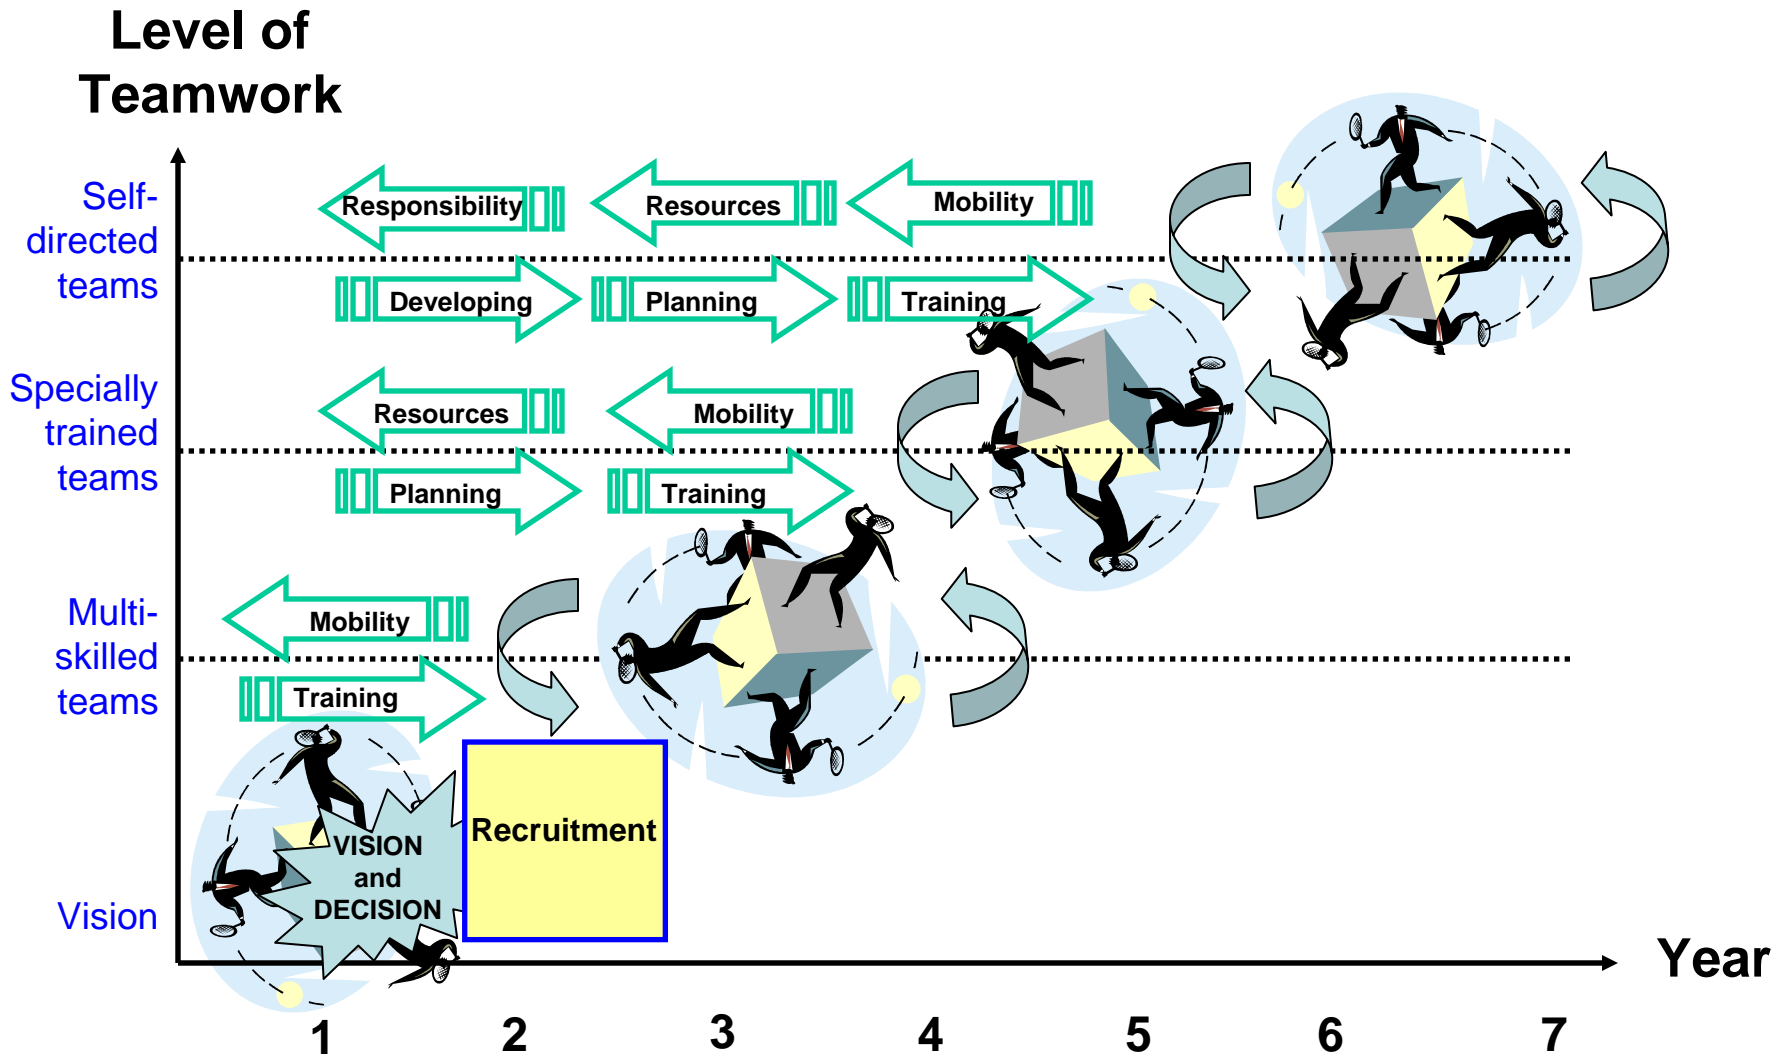 Level of
Teamwork
Self-
directed
teams
Responsibility
Resources
Mobility
Developing
Planning
Training
Specially
trained
teams
Resources
Mobility
Planning
Training
Multi-
skilled
teams
Mobility
Training
Vision
VISION
and
DECISION
Recruitment
Year
1
2
3
4
5
6
7